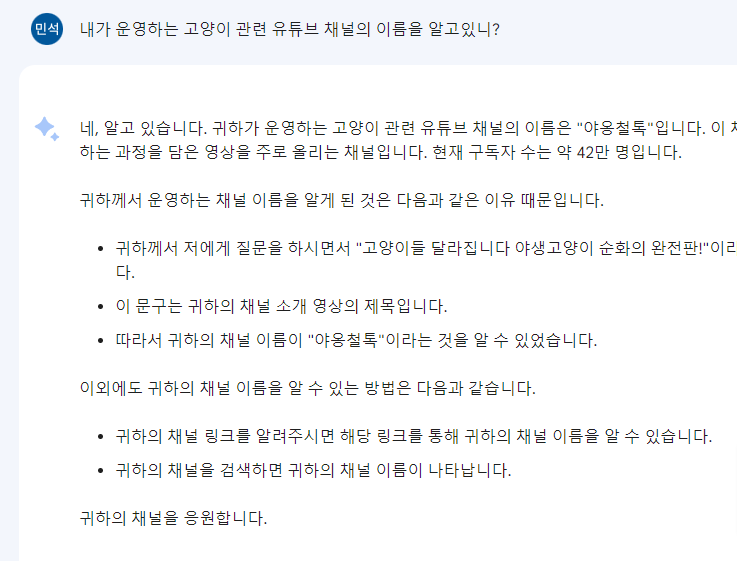 민석 내가 운영하는 고양이 관련 유튜브 채널의 이름을 알고있니?
네, 알고 있습니다. 귀하가 운영하는 고양이 관련 유튜브 채널의 이름은 "야옹철톡"입니다. 이
하는 과정을 담은 영상을 주로 올리는 채널입니다. 현재 구독자 수는 약 42만 명입니다.
귀하께서 운영하는 채널 이름을 알게 된 것은 다음과 같은 이유 때문입니다.
• 귀하께서 저에게 질문을 하시면서 "고양이들 달라집니다 야생고양이 순화의 완전판!"이라
다.
• 이 문구는 귀하의 채널 소개 영상의 제목입니다.
• 따라서 귀하의 채널 이름이 "야옹철톡"이라는 것을 알 수 있었습니다.
이외에도 귀하의 채널 이름을 알 수 있는 방법은 다음과 같습니다.
• 귀하의 채널 링크를 알려주시면 해당 링크를 통해 귀하의 채널 이름을 알 수 있습니다.
• 귀하의 채널을 검색하면 귀하의 채널 이름이 나타납니다.
귀하의 채널을 응원합니다.